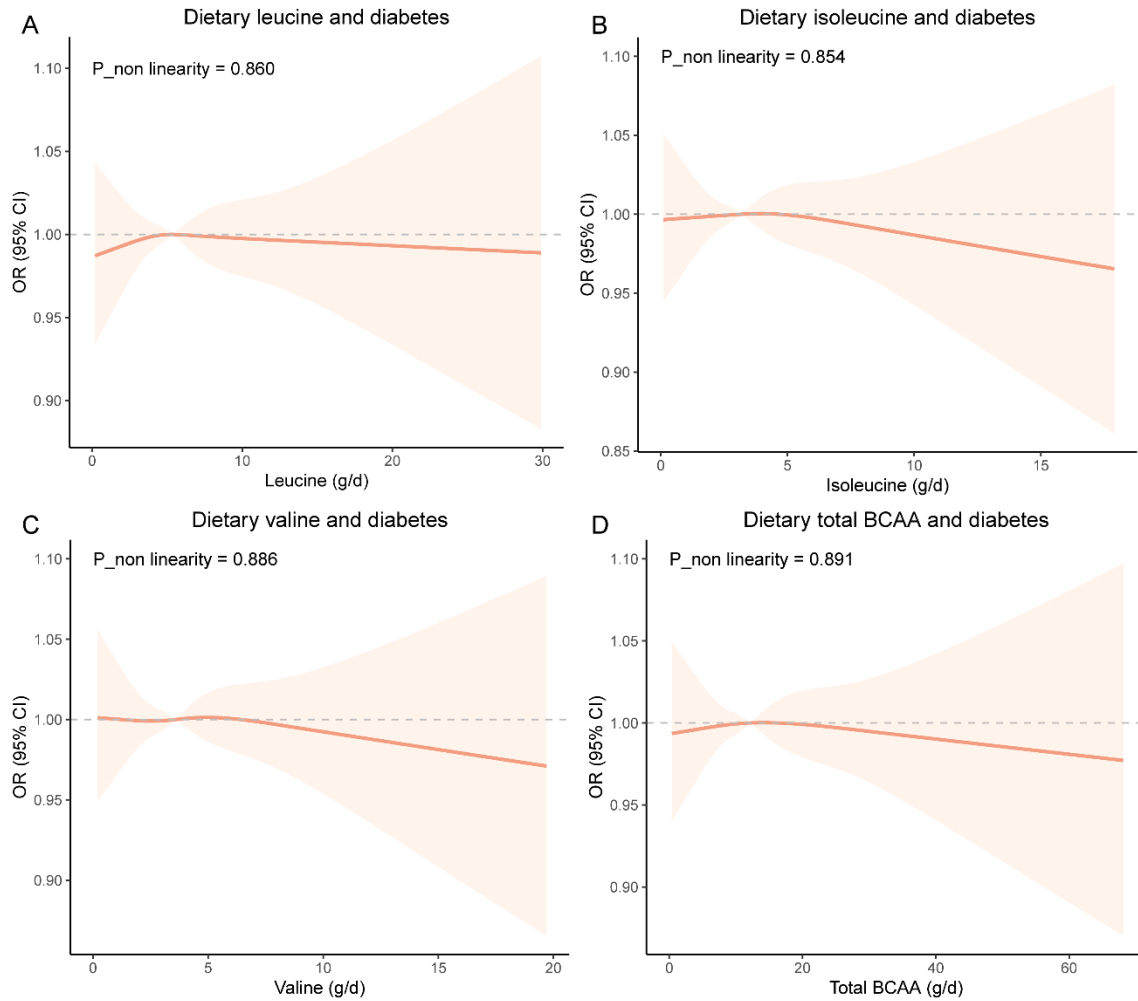 A
Dietary leucine and diabetes
P_non linearity = 0.860
OR (95% CI)
1.10
1.05
1.00
0.95
0.90
0 10 20 30
Leucine (g/d)
B
Dietary isoleucine and diabetes
P_non linearity = 0.854
OR (95% CI)
1.10
1.05
1.00
0.95
0.90
0.85
0 5 10 15
Isoleucine (g/d)
C
Dietary valine and diabetes
P_non linearity = 0.886
OR (95% CI)
1.10
1.05
1.00
0.95
0.90
0 5 10 15 20
Valine (g/d)
D
Dietary total BCAA and diabetes
P_non linearity = 0.891
OR (95% CI)
1.10
1.05
1.00
0.95
0.90
0 20 40 60
Total BCAA (g/d)